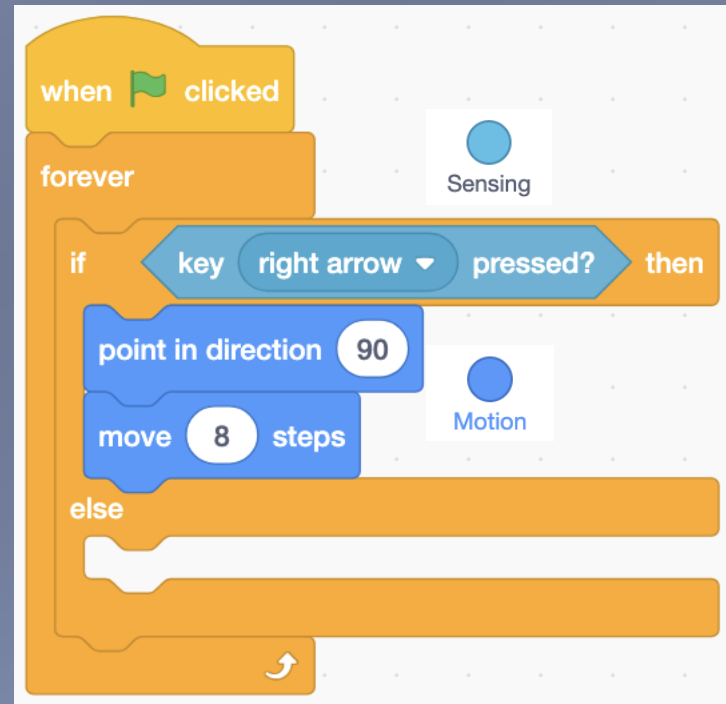 when clicked
forever
Sensing
if key right arrow pressed? then
point in direction 90
Motion
move 8 steps
else